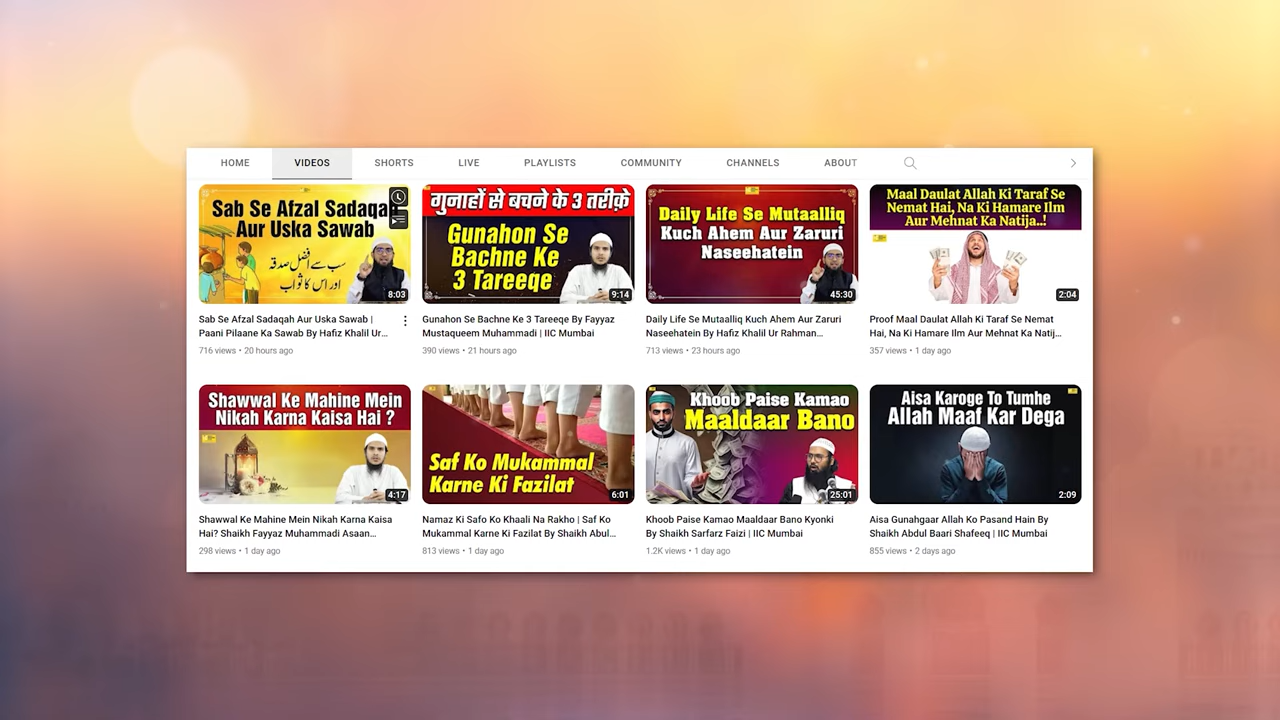 HOME
VIDEOS
SHORTS
LIVE
PLAYLISTS
COMMUNITY
CHANNELS
ABOUT
Sab Se Afzal Sadaqa
Aur Uska Sawab
سب سے افضل صدقہ
اور اس کا ثواب
8:03
गुनाहों से बचने के 3 तरीक़े
Gunahon Se
Bachne Ke
3 Tareeqe
9:14
Daily Life Se Mutaalliq
Kuch Ahem Aur Zaruri
Naseehatein
45:30
Maal Daulat Allah Ki Taraf Se
Nemat Hai, Na Ki Hamare Ilm
Aur Mehnat Ka Natija..!
2:04
Sab Se Afzal Sadaqah Aur Uska Sawab |
Paani Pilaane Ka Sawab By Hafiz Khalil Ur...
716 views • 20 hours ago
Gunahon Se Bachne Ke 3 Tareeqe By Fayyaz
Mustaqueem Muhammadi | IIC Mumbai
390 views • 21 hours ago
Daily Life Se Mutaalliq Kuch Ahem Aur Zaruri
Naseehatein By Hafiz Khalil Ur Rahman...
713 views • 23 hours ago
Proof Maal Daulat Allah Ki Taraf Se Nemat
Hai, Na Ki Hamare Ilm Aur Mehnat Ka Natij...
357 views • 1 day ago
Shawwal Ke Mahine Mein
Nikah Karna Kaisa Hai ?
4:17
Saf Ko Mukammal
Karne Ki Fazilat
6:01
Khoob Paise Kamao
Maaldaar Bano
25:01
Aisa Karoge To Tumhe
Allah Maaf Kar Dega
2:09
Shawwal Ke Mahine Mein Nikah Karna Kaisa
Hai? Shaikh Fayyaz Muhammadi Asaan...
298 views • 1 day ago
Namaz Ki Safo Ko Khaali Na Rakho | Saf Ko
Mukammal Karne Ki Fazilat By Shaikh Abul...
813 views • 1 day ago
Khoob Paise Kamao Maaldaar Bano Kyonki
By Shaikh Sarfarz Faizi | IIC Mumbai
1.2K views • 1 day ago
Aisa Gunahgaar Allah Ko Pasand Hain By
Shaikh Abdul Baari Shafeeq | IIC Mumbai
855 views • 2 days ago